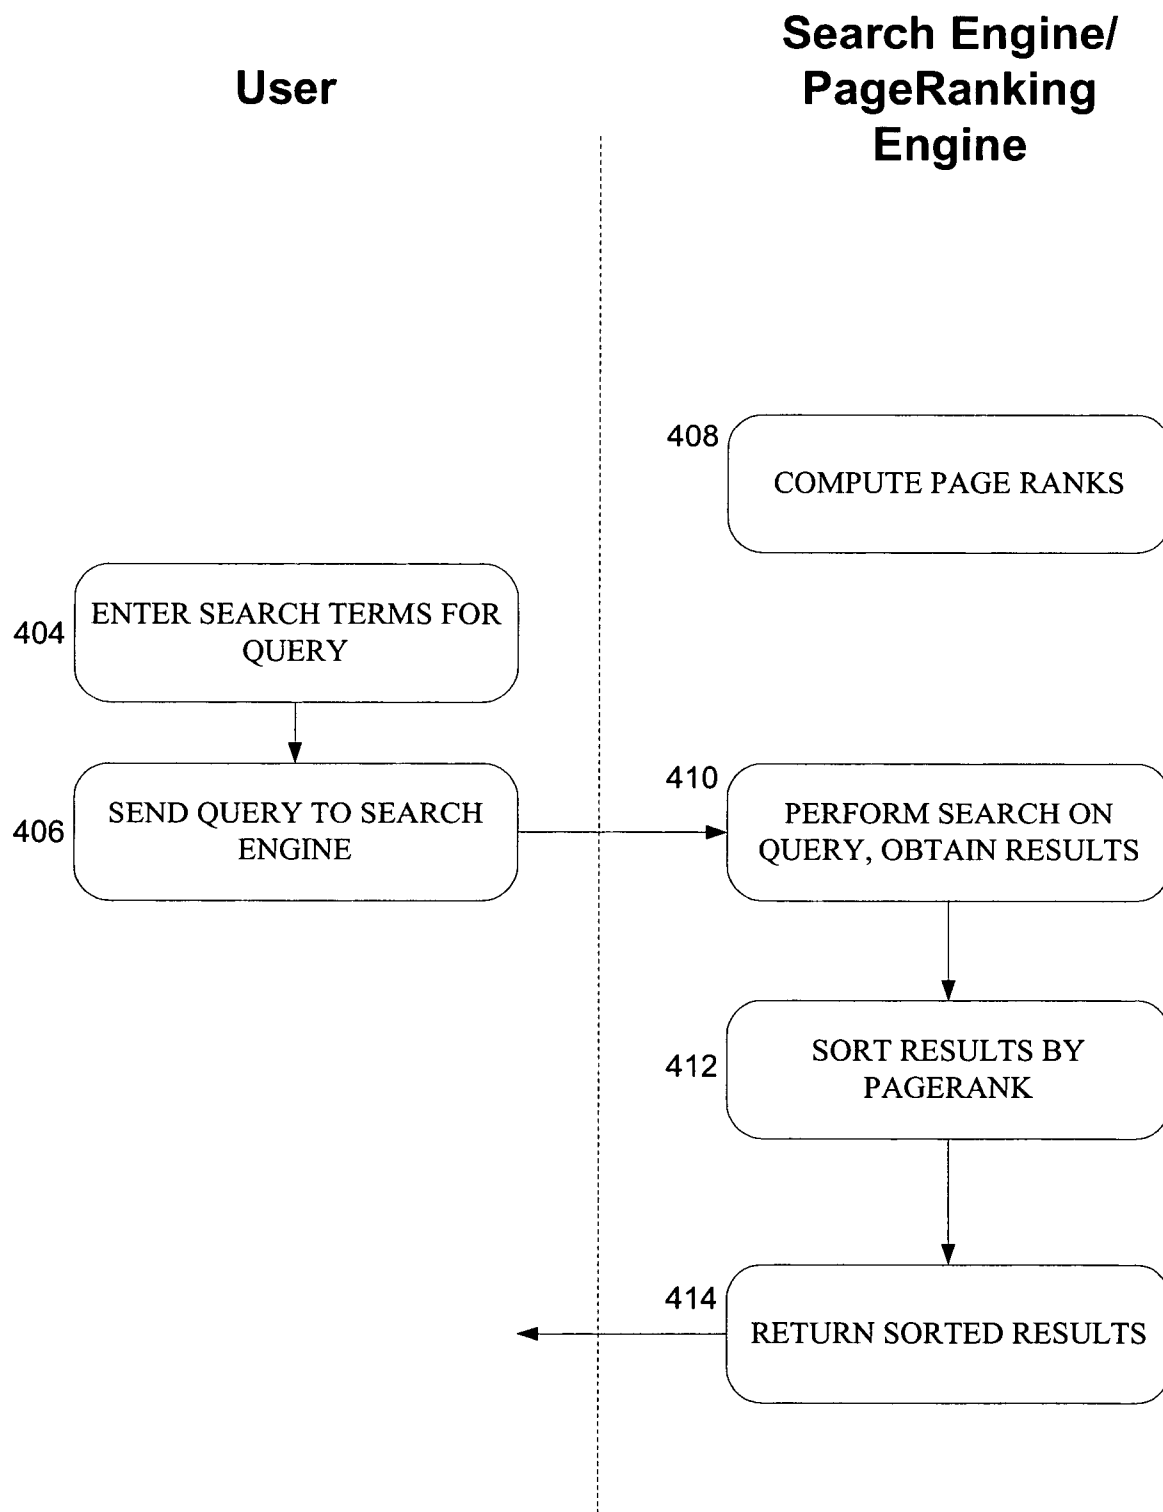 User
Search Engine/
PageRanking
Engine
408
COMPUTE PAGE RANKS
404
ENTER SEARCH TERMS FOR
QUERY
406
SEND QUERY TO SEARCH
ENGINE
410
PERFORM SEARCH ON
QUERY, OBTAIN RESULTS
412
SORT RESULTS BY
PAGERANK
414
RETURN SORTED RESULTS